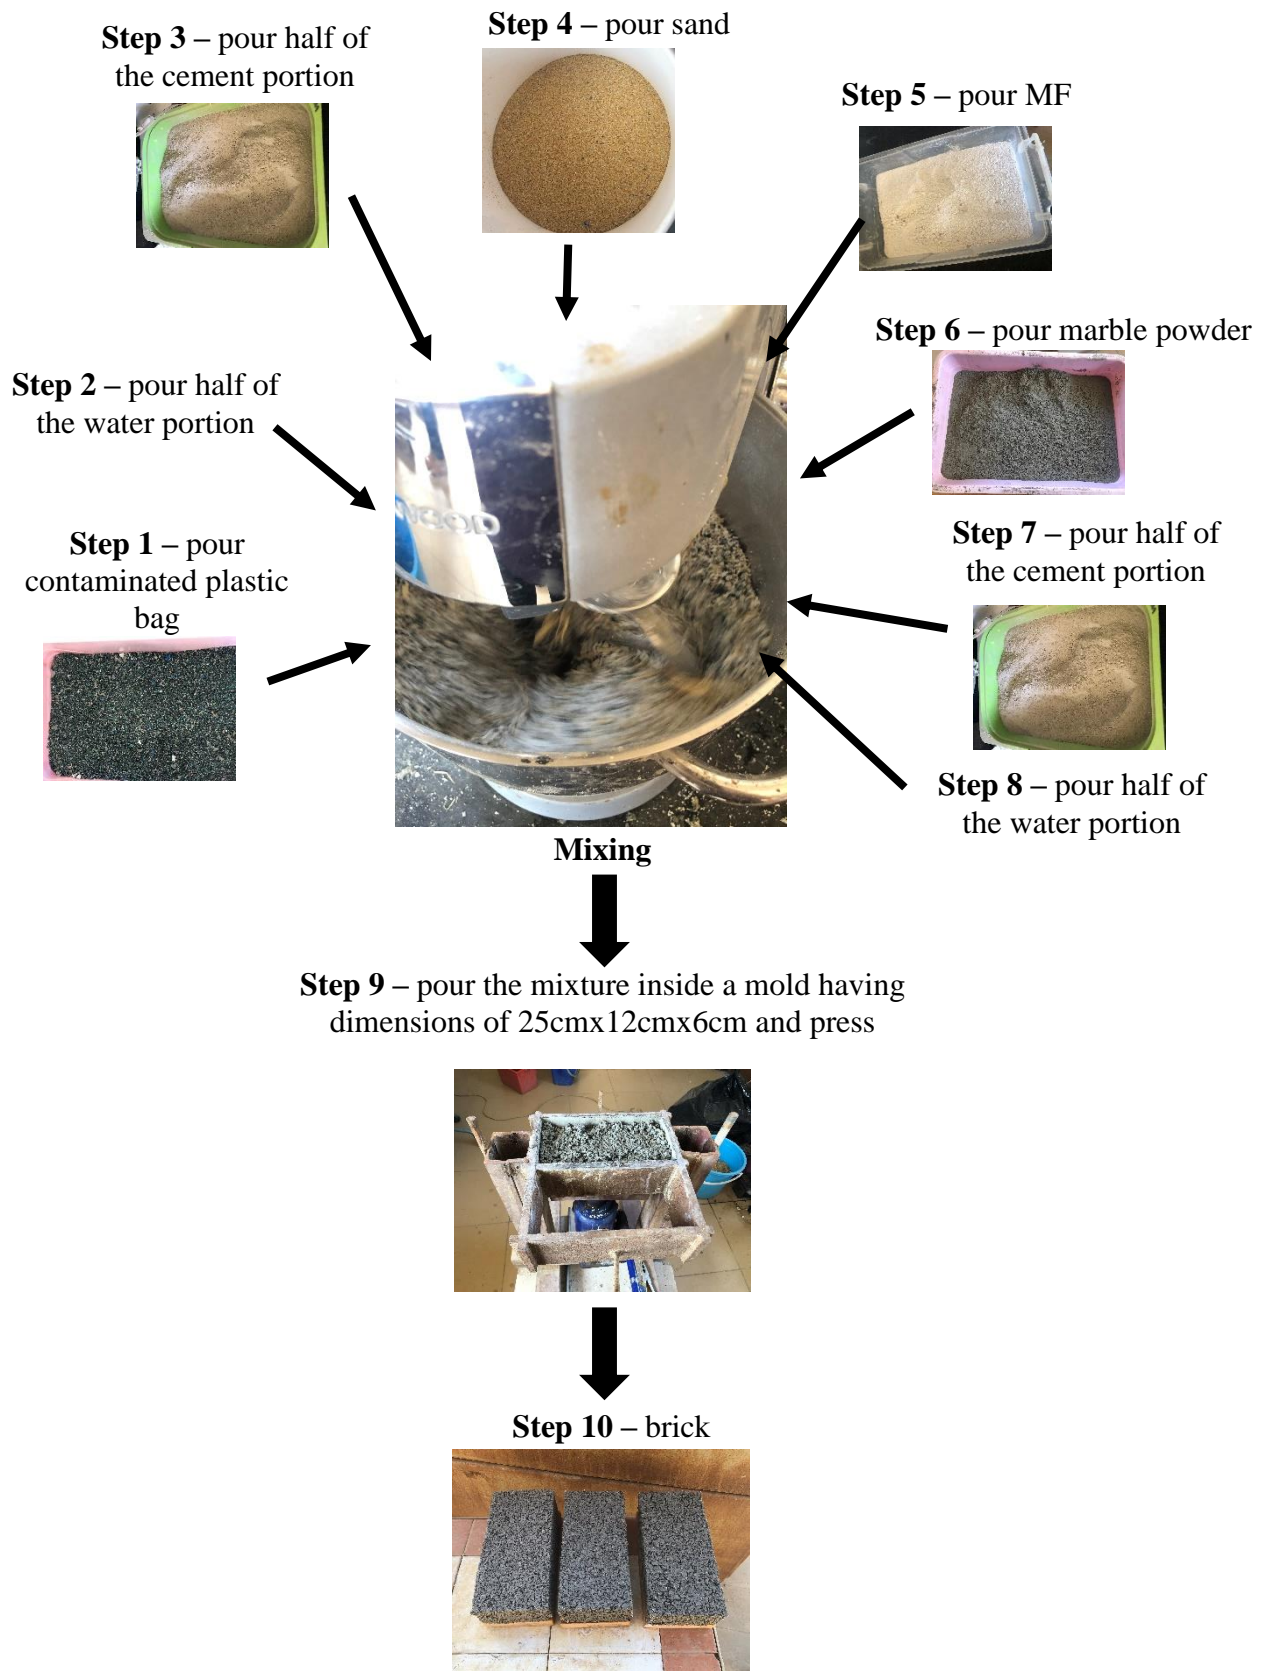 Step 1 – pour
contaminated plastic
bag
Step 2 – pour half of
the water portion
Step 3 – pour half of
the cement portion
Step 4 – pour sand
Step 5 – pour MF
Step 6 – pour marble powder
Step 7 – pour half of
the cement portion
Step 8 – pour half of
the water portion
Mixing
Step 9 – pour the mixture inside a mold having
dimensions of 25cmx12cmx6cm and press
Step 10 – brick